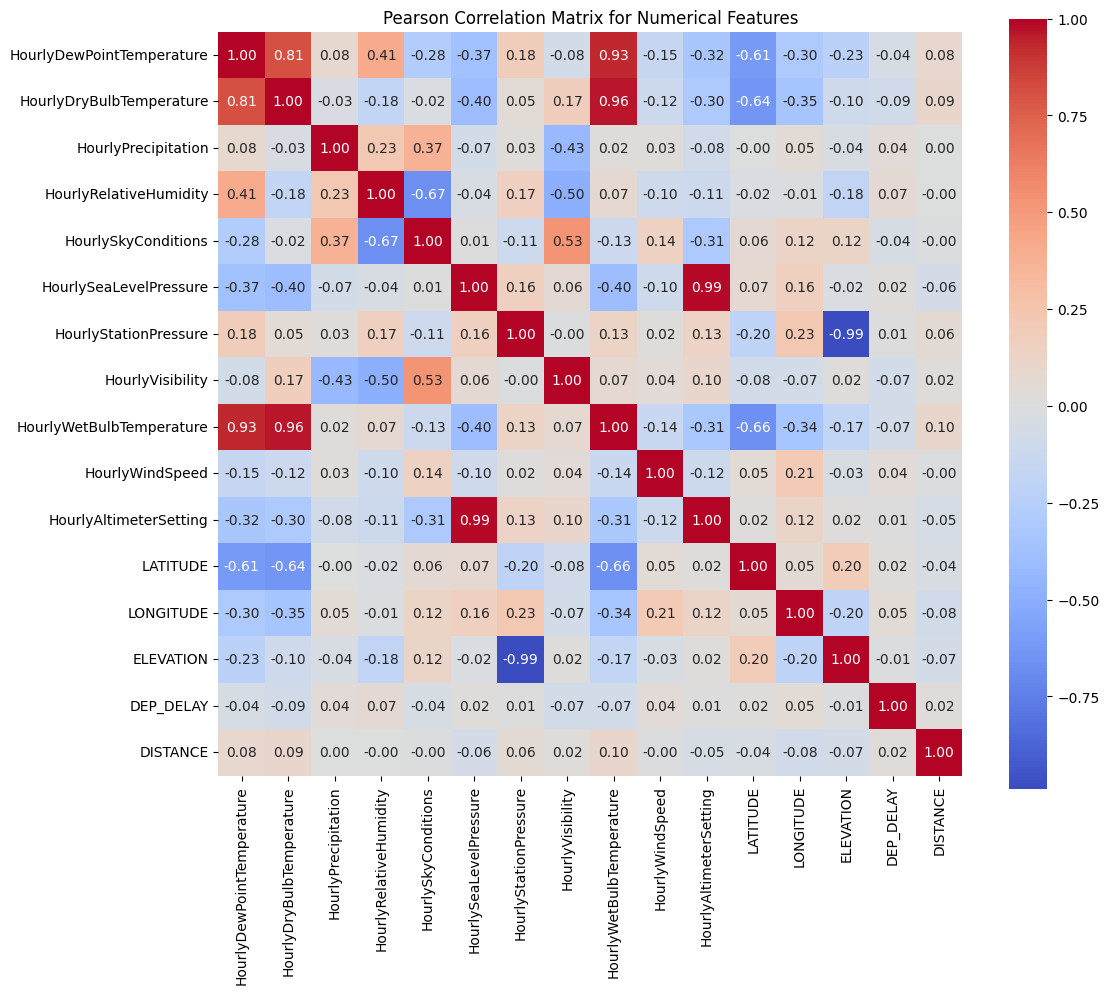 Pearson Correlation Matrix for Numerical Features
HourlyDewPointTemperature 1.00 0.81 0.08 0.41 -0.28 -0.37 0.18 -0.08 0.93 -0.15 -0.32 -0.61 -0.30 -0.23 -0.04 0.08
HourlyDryBulbTemperature 0.81 1.00 -0.03 -0.18 -0.02 -0.40 0.05 0.17 0.96 -0.12 -0.30 -0.64 -0.35 -0.10 -0.09 0.09
HourlyPrecipitation 0.08 -0.03 1.00 0.23 0.37 -0.07 0.03 -0.43 0.02 0.03 -0.08 -0.00 0.05 -0.04 0.04 0.00
HourlyRelativeHumidity 0.41 -0.18 0.23 1.00 -0.67 -0.04 0.17 -0.50 0.07 -0.10 -0.11 -0.02 -0.01 -0.18 0.07 -0.00
HourlySkyConditions -0.28 -0.02 0.37 -0.67 1.00 0.01 -0.11 0.53 -0.13 0.14 -0.31 0.06 0.12 0.12 -0.04 -0.00
HourlySeaLevelPressure -0.37 -0.40 -0.07 -0.04 0.01 1.00 0.16 0.06 -0.40 -0.10 0.99 0.07 0.16 -0.02 0.02 -0.06
HourlyStationPressure 0.18 0.05 0.03 0.17 -0.11 0.16 1.00 -0.00 0.13 0.02 0.13 -0.20 0.23 -0.99 0.01 0.06
HourlyVisibility -0.08 0.17 -0.43 -0.50 0.53 0.06 -0.00 1.00 0.07 0.04 0.10 -0.08 -0.07 0.02 -0.07 0.02
HourlyWetBulbTemperature 0.93 0.96 0.02 0.07 -0.13 -0.40 0.13 0.07 1.00 -0.14 -0.31 -0.66 -0.34 -0.17 -0.07 0.10
HourlyWindSpeed -0.15 -0.12 0.03 -0.10 0.14 -0.10 0.02 0.04 -0.14 1.00 -0.12 0.05 0.21 -0.03 0.04 -0.00
HourlyAltimeterSetting -0.32 -0.30 -0.08 -0.11 -0.31 0.99 0.13 0.10 -0.31 -0.12 1.00 0.02 0.12 0.02 0.01 -0.05
LATITUDE -0.61 -0.64 -0.00 -0.02 0.06 0.07 -0.20 -0.08 -0.66 0.05 0.02 1.00 0.05 0.20 0.02 -0.04
LONGITUDE -0.30 -0.35 0.05 -0.01 0.12 0.16 0.23 -0.07 -0.34 0.21 0.12 0.05 1.00 -0.20 0.05 -0.08
ELEVATION -0.23 -0.10 -0.04 -0.18 0.12 -0.02 -0.99 0.02 -0.17 -0.03 0.02 0.20 -0.20 1.00 -0.01 -0.07
DEP_DELAY -0.04 -0.09 0.04 0.07 -0.04 0.02 0.01 -0.07 -0.07 0.04 0.01 0.02 0.05 -0.01 1.00 0.02
DISTANCE 0.08 0.09 0.00 -0.00 -0.00 -0.06 0.06 0.02 0.10 -0.00 -0.05 -0.04 -0.08 -0.07 0.02 1.00
HourlyDewPointTemperature
HourlyDryBulbTemperature
HourlyPrecipitation
HourlyRelativeHumidity
HourlySkyConditions
HourlySeaLevelPressure
HourlyStationPressure
HourlyVisibility
HourlyWetBulbTemperature
HourlyWindSpeed
HourlyAltimeterSetting
LATITUDE
LONGITUDE
ELEVATION
DEP_DELAY
DISTANCE
1.00
0.75
0.50
0.25
0.00
−0.25
−0.50
−0.75